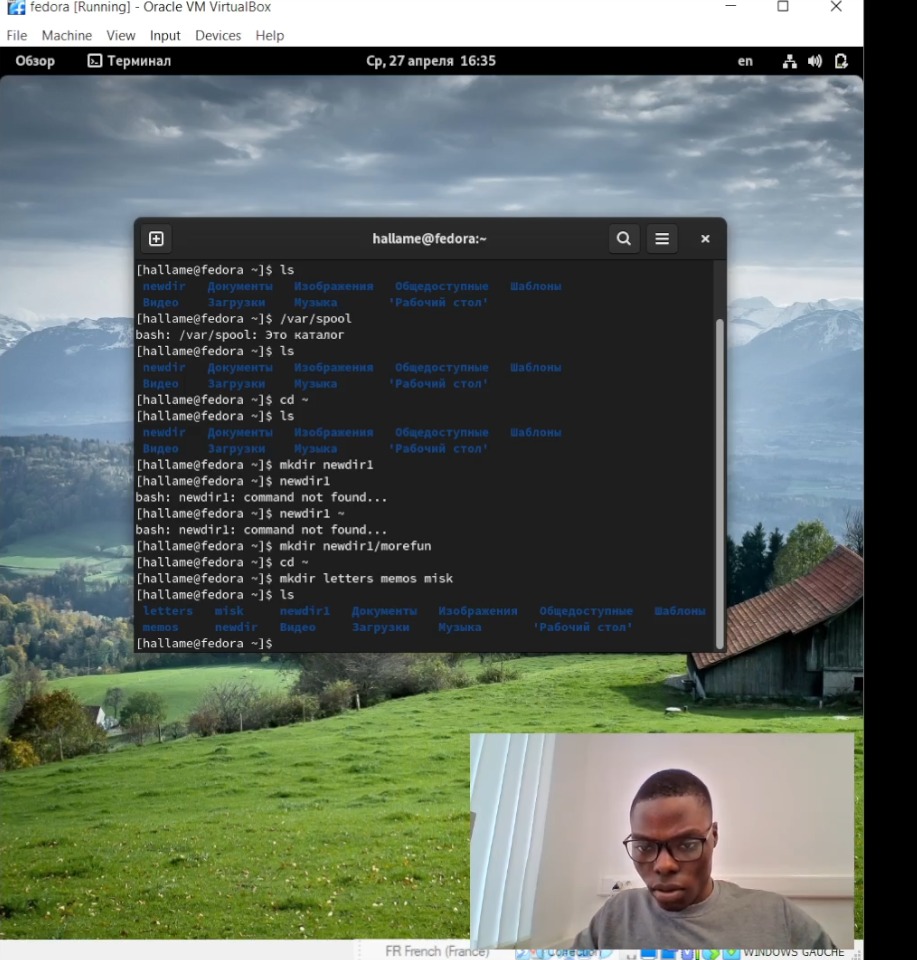 fedora [Running] - Oracle VM VirtualBox
File Machine View Input Devices Help
Обзор Терминал Ср, 27 апреля 16:35 en
hallame@fedora:~
[hallame@fedora ~]$ ls
newdir Документы Изображения Общедоступные Шаблоны
Видео Загрузки Музыка 'Рабочий стол'
[hallame@fedora ~]$ /var/spool
bash: /var/spool: Это каталог
[hallame@fedora ~]$ ls
newdir Документы Изображения Общедоступные Шаблоны
Видео Загрузки Музыка 'Рабочий стол'
[hallame@fedora ~]$ cd ~
[hallame@fedora ~]$ ls
newdir Документы Изображения Общедоступные Шаблоны
Видео Загрузки Музыка 'Рабочий стол'
[hallame@fedora ~]$ mkdir newdir1
[hallame@fedora ~]$ newdir1
bash: newdir1: command not found...
[hallame@fedora ~]$ newdir1 ~
bash: newdir1: command not found...
[hallame@fedora ~]$ mkdir newdir1/morefun
[hallame@fedora ~]$ cd ~
[hallame@fedora ~]$ mkdir letters memos misk
[hallame@fedora ~]$ ls
letters misk newdir1 Документы Изображения Общедоступные Шаблоны
memos newdir Видео Загрузки Музыка 'Рабочий стол'
[hallame@fedora ~]$
FR French (France) WINDOWS GAUCHE